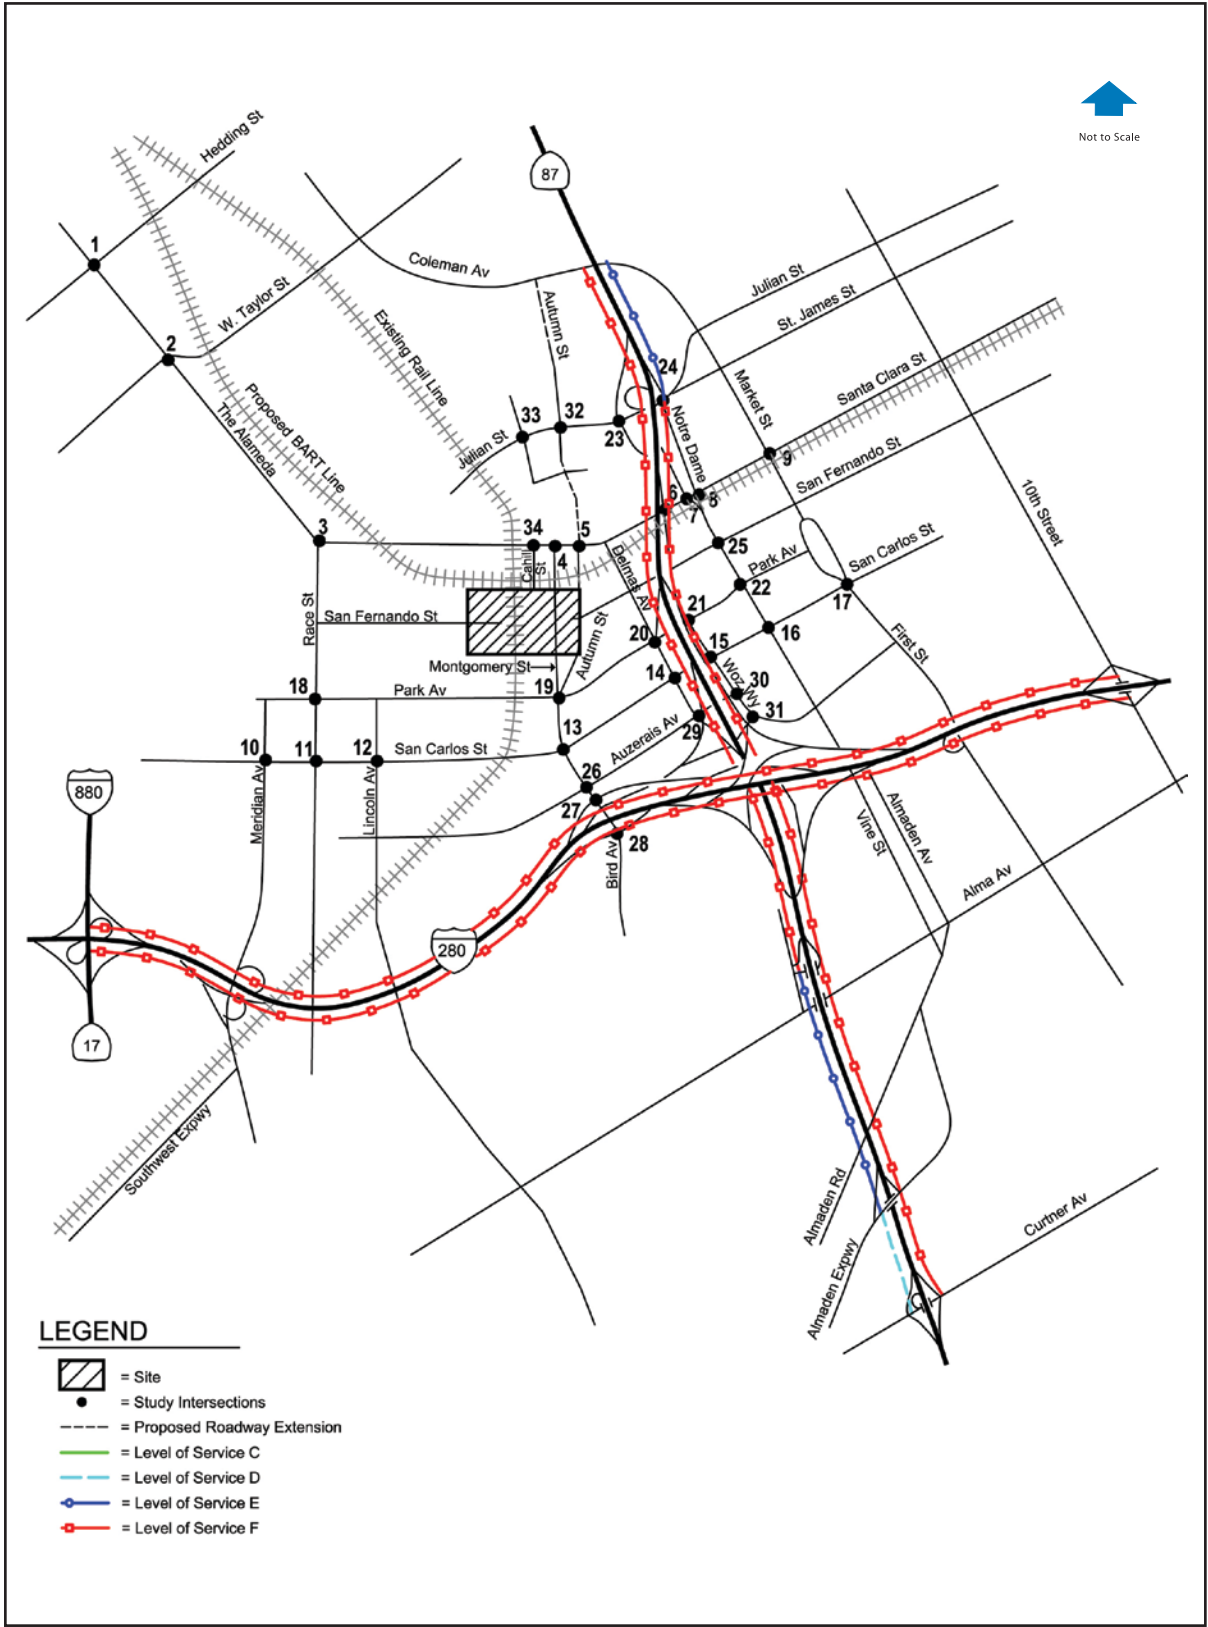 Not to Scale
87
Hedding St
1
Coleman Av
Julian St
St. James St
W. Taylor St
2
Autumn St
Existing Rail Line
24
Market St
Santa Clara St
Proposed BART Line
The Alameda
33
32
23
Julian St
Notre Dame
9
San Fernando St
10th Street
6
7
8
3
34
4
5
Cahill St
Delmas Av
25
Park Av
San Carlos St
22
17
Race St
San Fernando St
Autumn St
21
20
15
16
First St
Montgomery St
14
Woz Wy
30
31
18
Park Av
19
13
29
Auzerais Av
10
11
12
San Carlos St
26
27
28
880
Meridian Av
Lincoln Av
Bird Av
Vine St
Almaden Av
Alma Av
280
17
Southwest Expwy
Almaden Rd
Almaden Expwy
Curtner Av
LEGEND
= Site
= Study Intersections
= Proposed Roadway Extension
= Level of Service C
= Level of Service D
= Level of Service E
= Level of Service F